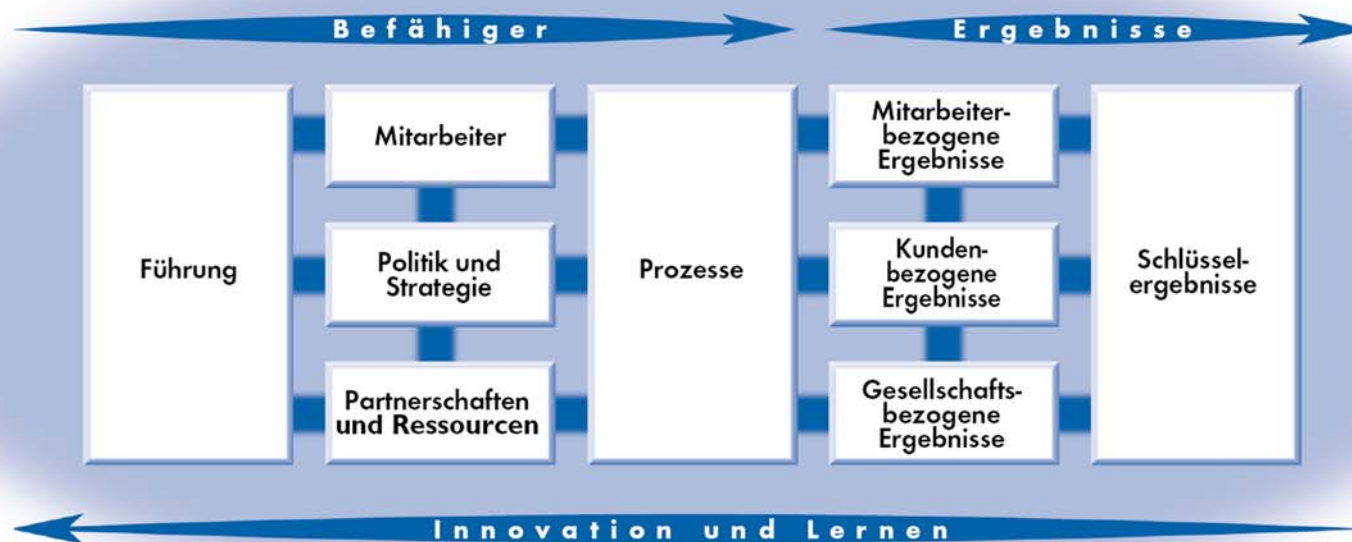 Befähiger
Ergebnisse
Führung
Mitarbeiter
Politik und
Strategie
Partnerschaften
und Ressourcen
Prozesse
Mitarbeiter-
bezogene
Ergebnisse
Kunden-
bezogene
Ergebnisse
Gesellschafts-
bezogene
Ergebnisse
Schlüssel-
ergebnisse
Innovation und Lernen